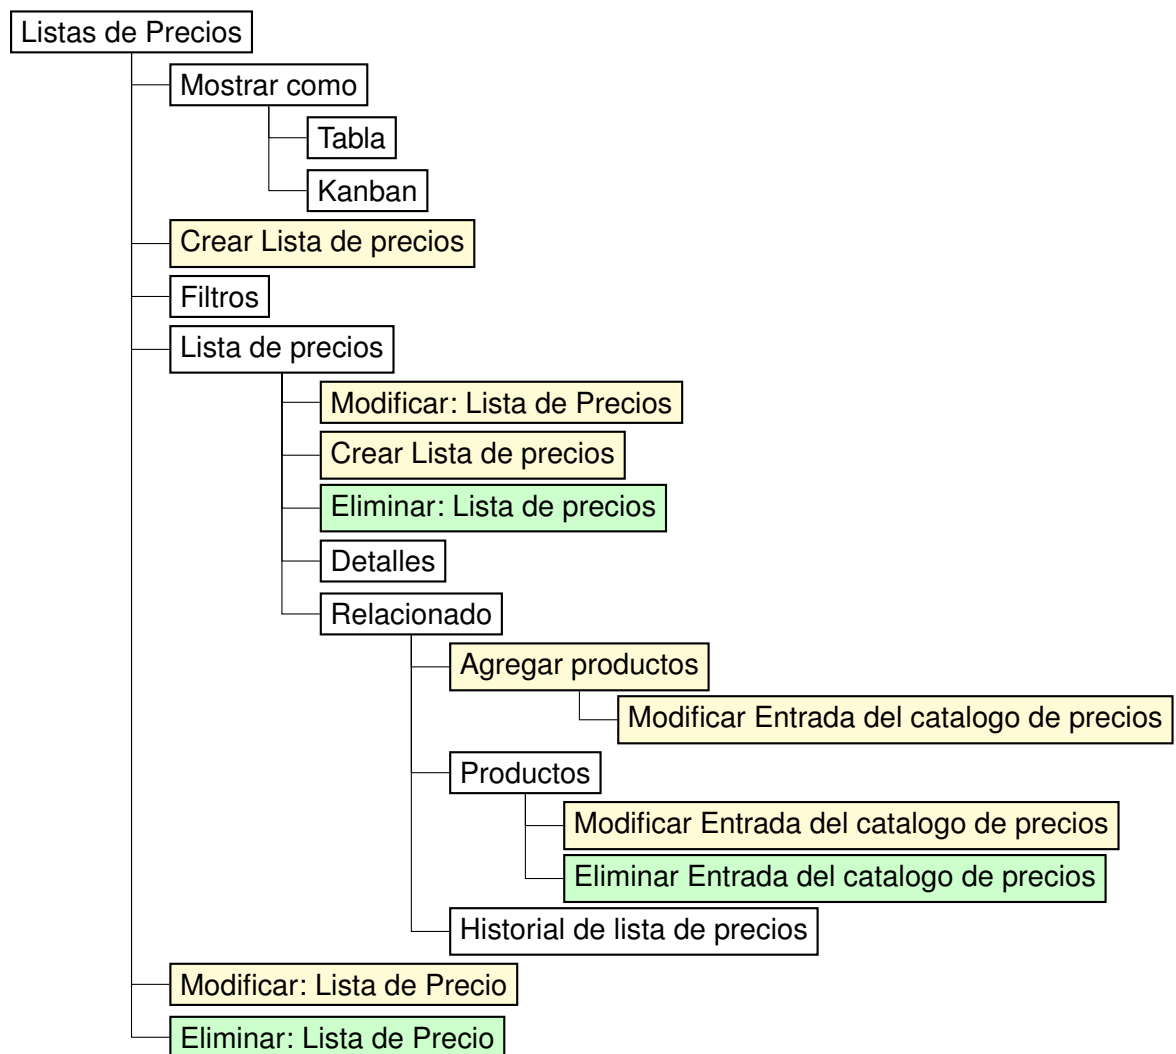 Listas de Precios
Mostrar como
Tabla
Kanban
Crear Lista de precios
Filtros
Lista de precios
Modificar: Lista de Precios
Crear Lista de precios
Eliminar: Lista de precios
Detalles
Relacionado
Agregar productos
Modificar Entrada del catalogo de precios
Productos
Modificar Entrada del catalogo de precios
Eliminar Entrada del catalogo de precios
Historial de lista de precios
Modificar: Lista de Precio
Eliminar: Lista de Precio